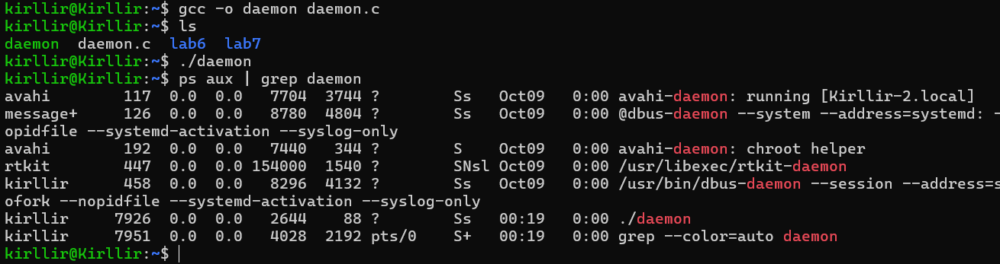 kirllir@Kirllir:~$ gcc -o daemon daemon.c
kirllir@Kirllir:~$ ls
daemon  daemon.c  lab6  lab7
kirllir@Kirllir:~$ ./daemon
kirllir@Kirllir:~$ ps aux | grep daemon
avahi        117  0.0  0.0   7704  3744 ?        Ss   Oct09   0:00 avahi-daemon: running [Kirllir-2.local]
message+     126  0.0  0.0   8780  4804 ?        Ss   Oct09   0:00 @dbus-daemon --system --address=systemd: -
opidfile --systemd-activation --syslog-only
avahi        192  0.0  0.0   7440   344 ?        S    Oct09   0:00 avahi-daemon: chroot helper
rtkit        447  0.0  0.0 154000  1540 ?        SNsl Oct09   0:00 /usr/libexec/rtkit-daemon
kirllir      458  0.0  0.0   8296  4132 ?        Ss   Oct09   0:00 /usr/bin/dbus-daemon --session --address=s
ofork --nopidfile --systemd-activation --syslog-only
kirllir     7926  0.0  0.0   2644    88 ?        Ss   00:19   0:00 ./daemon
kirllir     7951  0.0  0.0   4028  2192 pts/0    S+   00:19   0:00 grep --color=auto daemon
kirllir@Kirllir:~$